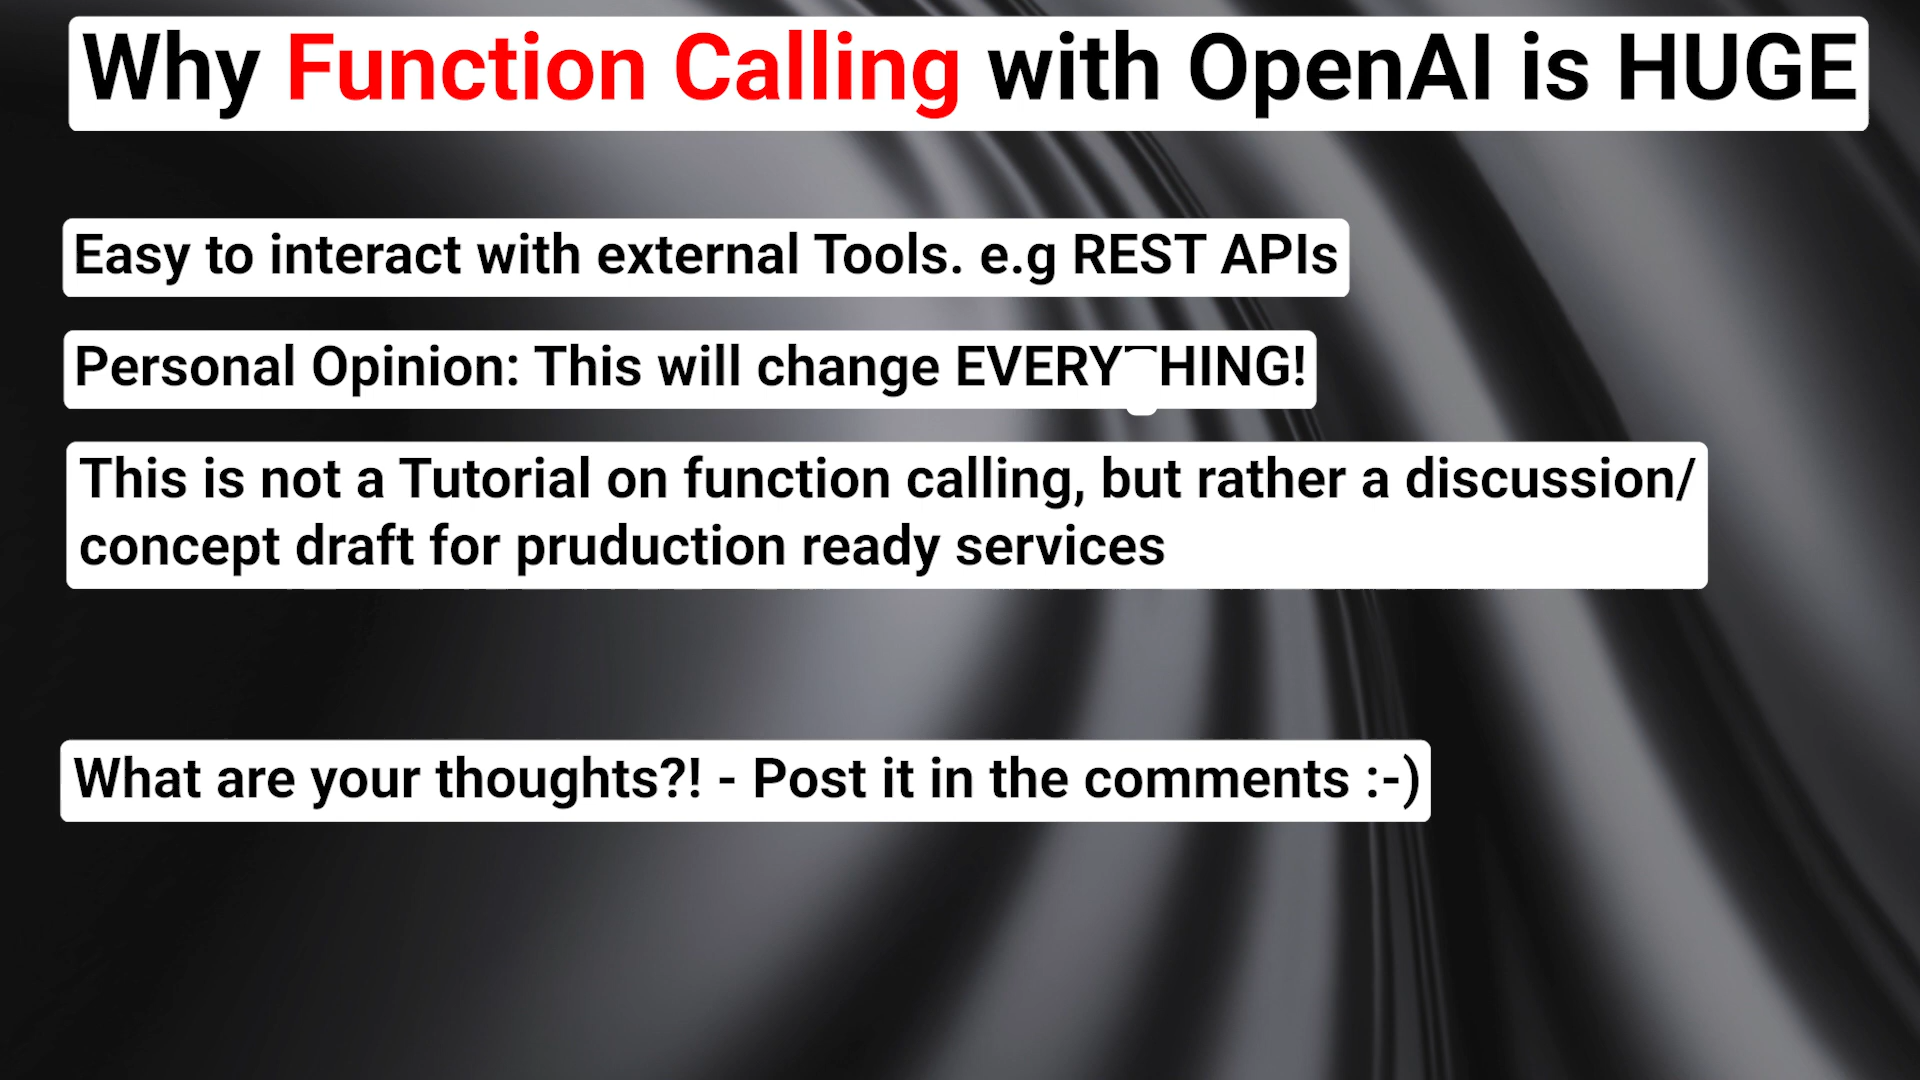 Why Function Calling with OpenAI is HUGE
Easy to interact with external Tools. e.g REST APIs
Personal Opinion: This will change EVERYTHING!
This is not a Tutorial on function calling, but rather a discussion/
concept draft for pruduction ready services
What are your thoughts?! - Post it in the comments :-)